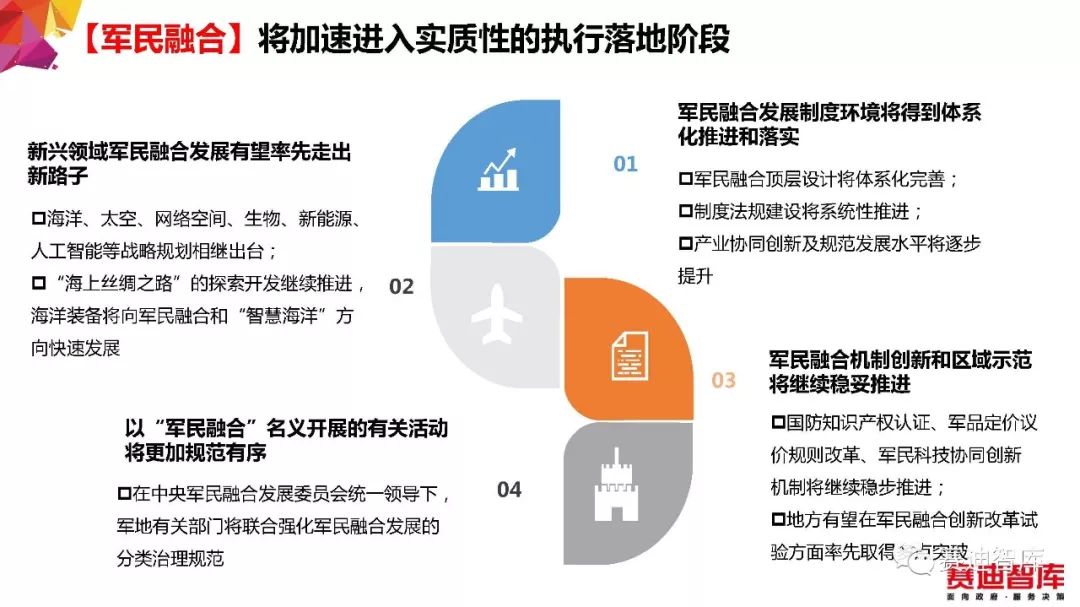 【军民融合】将加速进入实质性的执行落地阶段
01
军民融合发展制度环境将得到体系
化推进和落实
军民融合顶层设计将体系化完善；
制度法规建设将系统性推进；
产业协同创新及规范发展水平将逐步
提升
02
新兴领域军民融合发展有望率先走出
新路子
海洋、太空、网络空间、生物、新能源、
人工智能等战略规划相继出台；
“海上丝绸之路”的探索开发继续推进，
海洋装备将向军民融合和“智慧海洋”方
向快速发展
03
军民融合机制创新和区域示范
将继续稳妥推进
国防知识产权认证、军品定价议
价规则改革、军民科技协同创新
机制将继续稳步推进；
地方有望在军民融合创新改革试
验方面率先取得 点突破
04
以“军民融合”名义开展的有关活动
将更加规范有序
在中央军民融合发展委员会统一领导下，
军地有关部门将联合强化军民融合发展的
分类治理规范
赛迪智库
赛迪智库
面向政府·服务决策